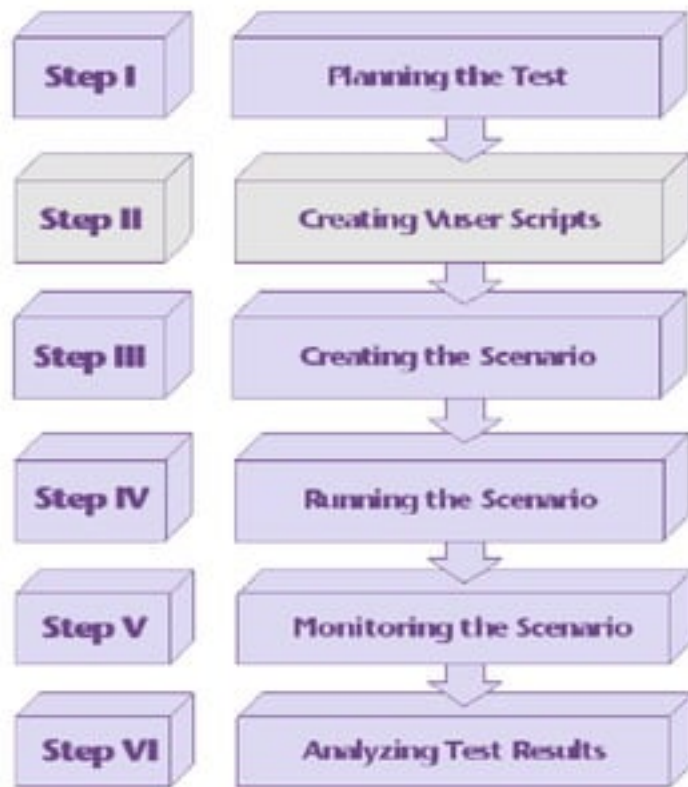 Step I
Planning the Test
Step II
Creating Vuser Scripts
Step III
Creating the Scenario
Step IV
Running the Scenario
Step V
Monitoring the Scenario
Step VI
Analyzing Test Results